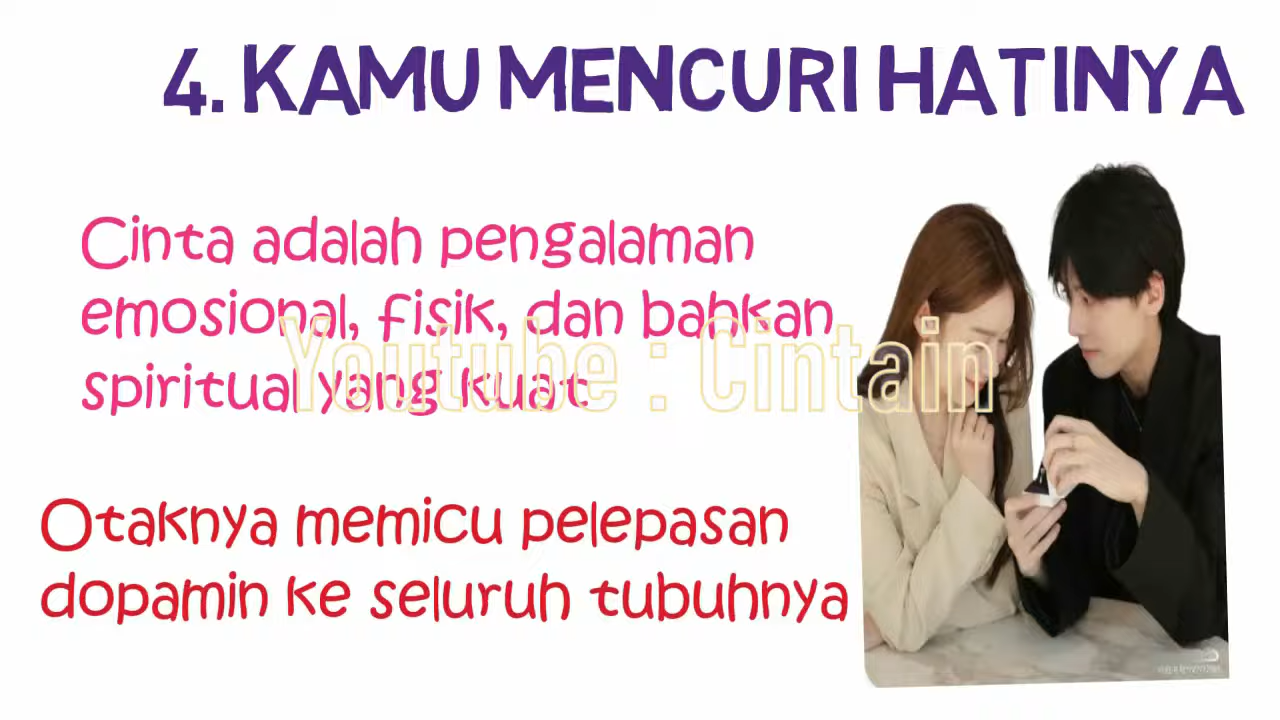 4. KAMU MENCURI HATINYA
Cinta adalah pengalaman
emosional, fisik, dan bahkan
spiritual yang kuat
Youtube : Cintain
Otaknya memicu pelepasan
dopamin ke seluruh tubuhnya